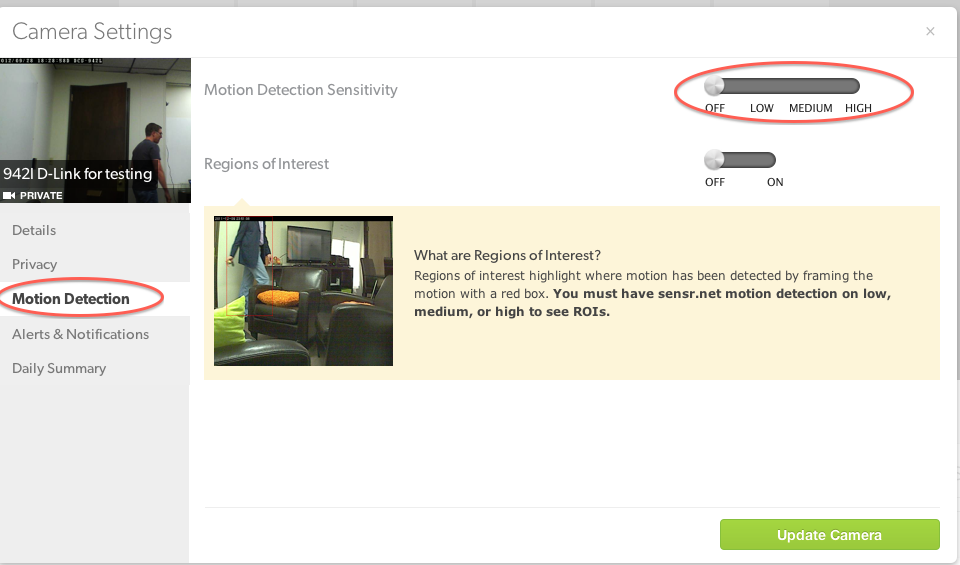 Camera Settings
×
942l D-Link for testing
PRIVATE
Details
Privacy
Motion Detection
Alerts & Notifications
Daily Summary
Motion Detection Sensitivity
OFF LOW MEDIUM HIGH
Regions of Interest
OFF ON
What are Regions of Interest?
Regions of interest highlight where motion has been detected by framing the
motion with a red box. You must have sensr.net motion detection on low,
medium, or high to see ROIs.
Update Camera